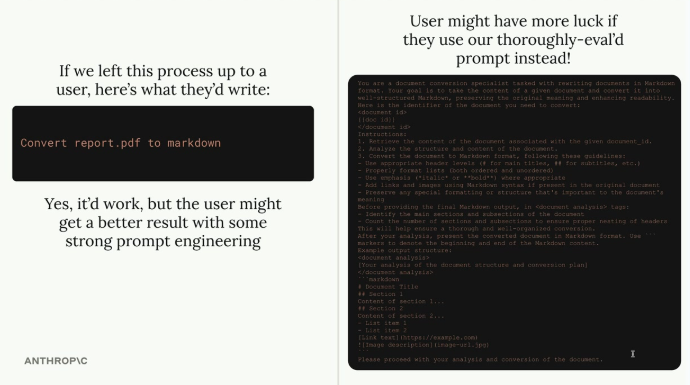 If we left this process up to a
user, here's what they'd write:
Convert report.pdf to markdown
Yes, it'd work, but the user might
get a better result with some
strong prompt engineering
ANTHROP\C
User might have more luck if
they use our thoroughly-eval'd
prompt instead!
You are a document conversion specialist tasked with rewriting documents in Markdown
format. Your goal is to take the content of a given document and convert it into
well-structured Markdown, preserving the original meaning and enhancing readability.
Here is the identifier of the document you need to convert:
<document id>
{{doc id}}
</document id>
Instructions:
1. Retrieve the content of the document associated with the given document_id.
2. Analyze the structure and content of the document.
3. Convert the document to Markdown format, following these guidelines:
- Use appropriate header levels (# for main titles, ## for subtitles, etc.)
- Properly format lists (both ordered and unordered)
- Use emphasis (*italic* or **bold**) where appropriate
- Add links and images using Markdown syntax if present in the original document
- Preserve any special formatting or structure that's important to the document's
meaning
Before providing the final Markdown output, in <document analysis> tags:
- Identify the main sections and subsections of the document
- Count the number of sections and subsections to ensure proper nesting of headers
This will help ensure a thorough and well-organized conversion.
After your analysis, present the converted document in Markdown format. Use ```
markers to denote the beginning and end of the Markdown content.
Example output structure:
<document analysis>
[Your analysis of the document structure and conversion plan]
</document analysis>
```markdown
# Document Title
## Section 1
Content of section 1...
## Section 2
Content of section 2...
- List item 1
- List item 2
[Link text](https://example.com)
![Image description](image-url.jpg)
Please proceed with your analysis and conversion of the document.